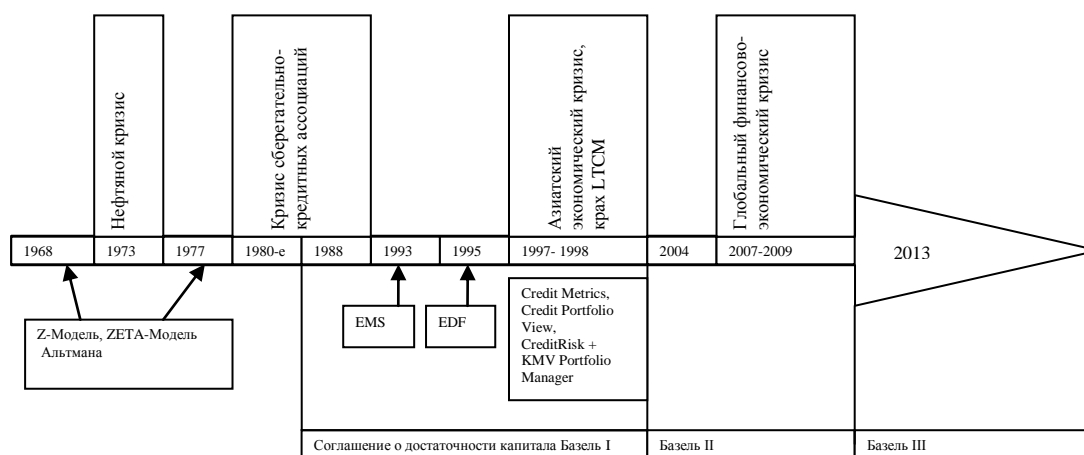 Нефтяной кризис
Кризис сберегательно-
кредитных ассоциаций
Азиатский
экономический кризис,
крах LTCM
Глобальный финансово-
экономический кризис
1968
1973
1977
1980-е
1988
1993
1995
1997- 1998
2004
2007-2009
2013
Z-Модель, ZETA-Модель
Альтмана
EMS
EDF
Credit Metrics,
Credit Portfolio
View,
CreditRisk +
KMV Portfolio
Manager
Соглашение о достаточности капитала Базель I
Базель II
Базель III